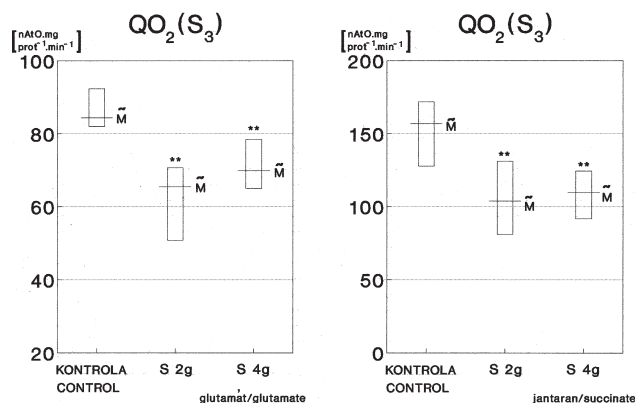 QO₂(S₃)
[nAtO.mg
prot⁻¹.min⁻¹]
100
80
60
40
20
M̃
**
M̃
**
M̃
KONTROLA S 2g S 4g
CONTROL
glutamát/glutamate
QO₂(S₃)
[nAtO.mg
prot⁻¹.min⁻¹]
200
150
100
50
0
M̃
**
M̃
**
M̃
KONTROLA S 2g S 4g
CONTROL
jantaran/succinate